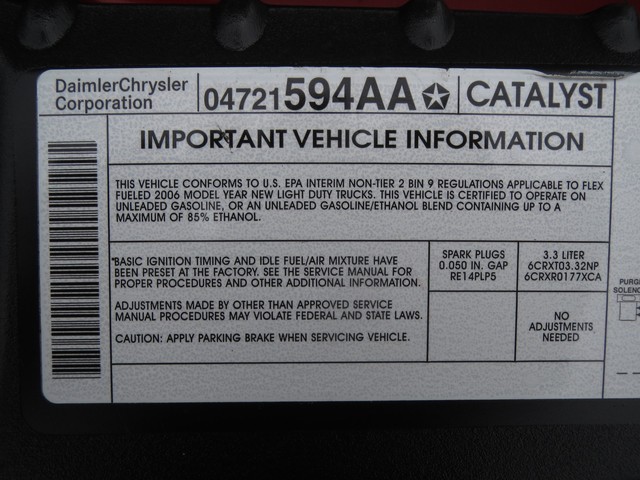 DaimlerChrysler Corporation
04721594AA
CATALYST
IMPORTANT VEHICLE INFORMATION
THIS VEHICLE CONFORMS TO U.S. EPA INTERIM NON-TIER 2 BIN 9 REGULATIONS APPLICABLE TO FLEX
FUELED 2006 MODEL YEAR NEW LIGHT DUTY TRUCKS. THIS VEHICLE IS CERTIFIED TO OPERATE ON
UNLEADED GASOLINE, OR AN UNLEADED GASOLINE/ETHANOL BLEND CONTAINING UP TO A
MAXIMUM OF 85% ETHANOL.
*BASIC IGNITION TIMING AND IDLE FUEL/AIR MIXTURE HAVE
BEEN PRESET AT THE FACTORY. SEE THE SERVICE MANUAL FOR
PROPER PROCEDURES AND OTHER ADDITIONAL INFORMATION.
ADJUSTMENTS MADE BY OTHER THAN APPROVED SERVICE
MANUAL PROCEDURES MAY VIOLATE FEDERAL AND STATE LAWS.
CAUTION: APPLY PARKING BRAKE WHEN SERVICING VEHICLE.
SPARK PLUGS
0.050 IN. GAP
RE14PLP5
3.3 LITER
6CRXT03.32NP
6CRXR0177XCA
NO
ADJUSTMENTS
NEEDED
PURG
SOLENO